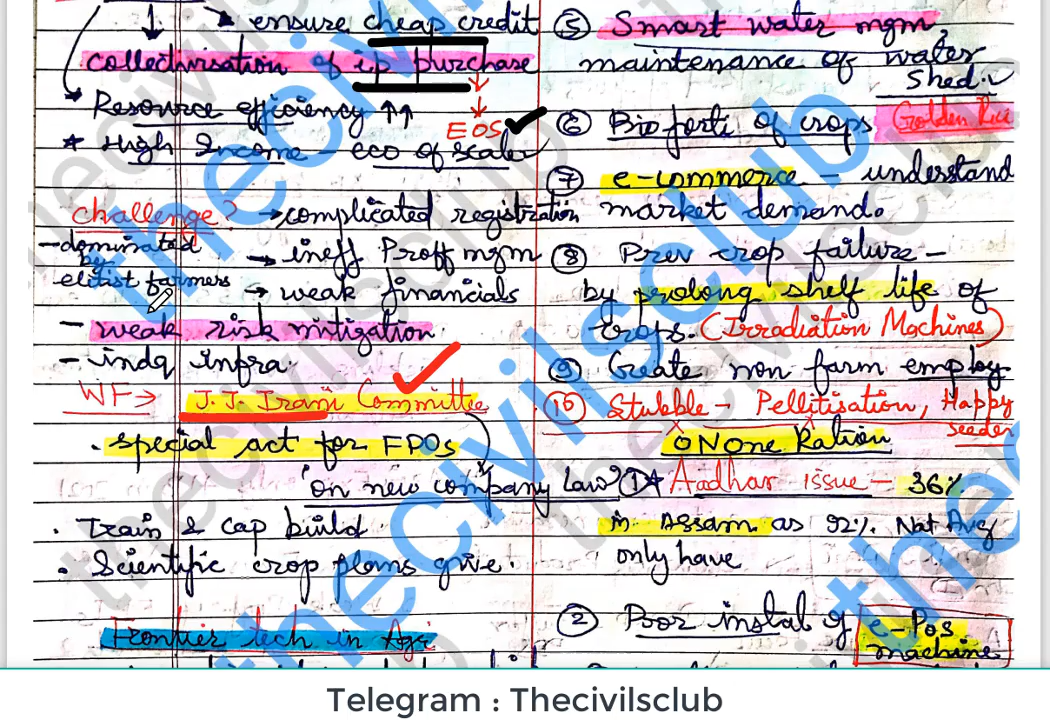 ensure cheap credit
collectivisation of i/p purchase
Resource efficiency ↑↑
EOS
* High Income - eco of scale
challenge? → complicated registration
- dominated by elitist farmers
→ ineff Proff mgm
→ weak financials
- weak risk mitigation
- indq infra.
WF → J. J. Irani Committee
• special act for FPOs
"on new company law"
• Train & cap build
• Scientific crop plans give.
Frontier tech in Agri
⑤ Smart water mgm,
maintenance of water
shed.
⑥ Bio forti of crops Golden Rice
⑦ e-commerce - understand
market demand.
⑧ Prev crop failure -
by prolong shelf life of
crops. (Irradiation Machines)
⑨ Create non farm employ
⑩ Stubble - Pellitisation, Happy
seeder
ONOne Ration
①* Aadhar issue - 36%
in Assam as 92%. Nat Avg
only have
② Poor instal of e-Pos
machine
thecivilsclub
Telegram : Thecivilsclub